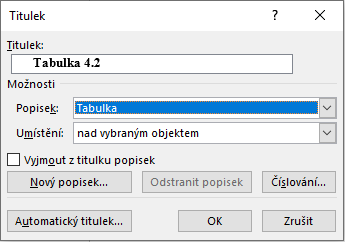 Titulek
?
Titulek:
Tabulka 4.2
Možnosti
Popisek: Tabulka
Umístění: nad vybraným objektem
Vyjmout z titulku popisek
Nový popisek... Odstranit popisek Číslování...
Automatický titulek... OK Zrušit